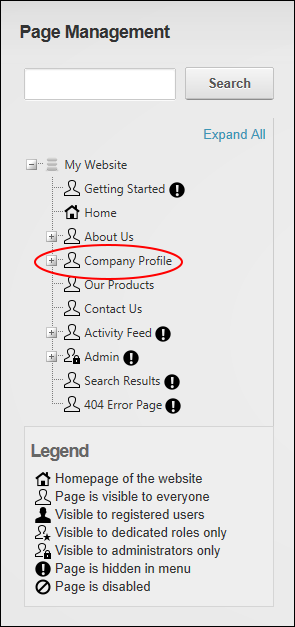 Page Management
Search
Expand All
My Website
Getting Started
Home
About Us
Company Profile
Our Products
Contact Us
Activity Feed
Admin
Search Results
404 Error Page
Legend
Homepage of the website
Page is visible to everyone
Visible to registered users
Visible to dedicated roles only
Visible to administrators only
Page is hidden in menu
Page is disabled